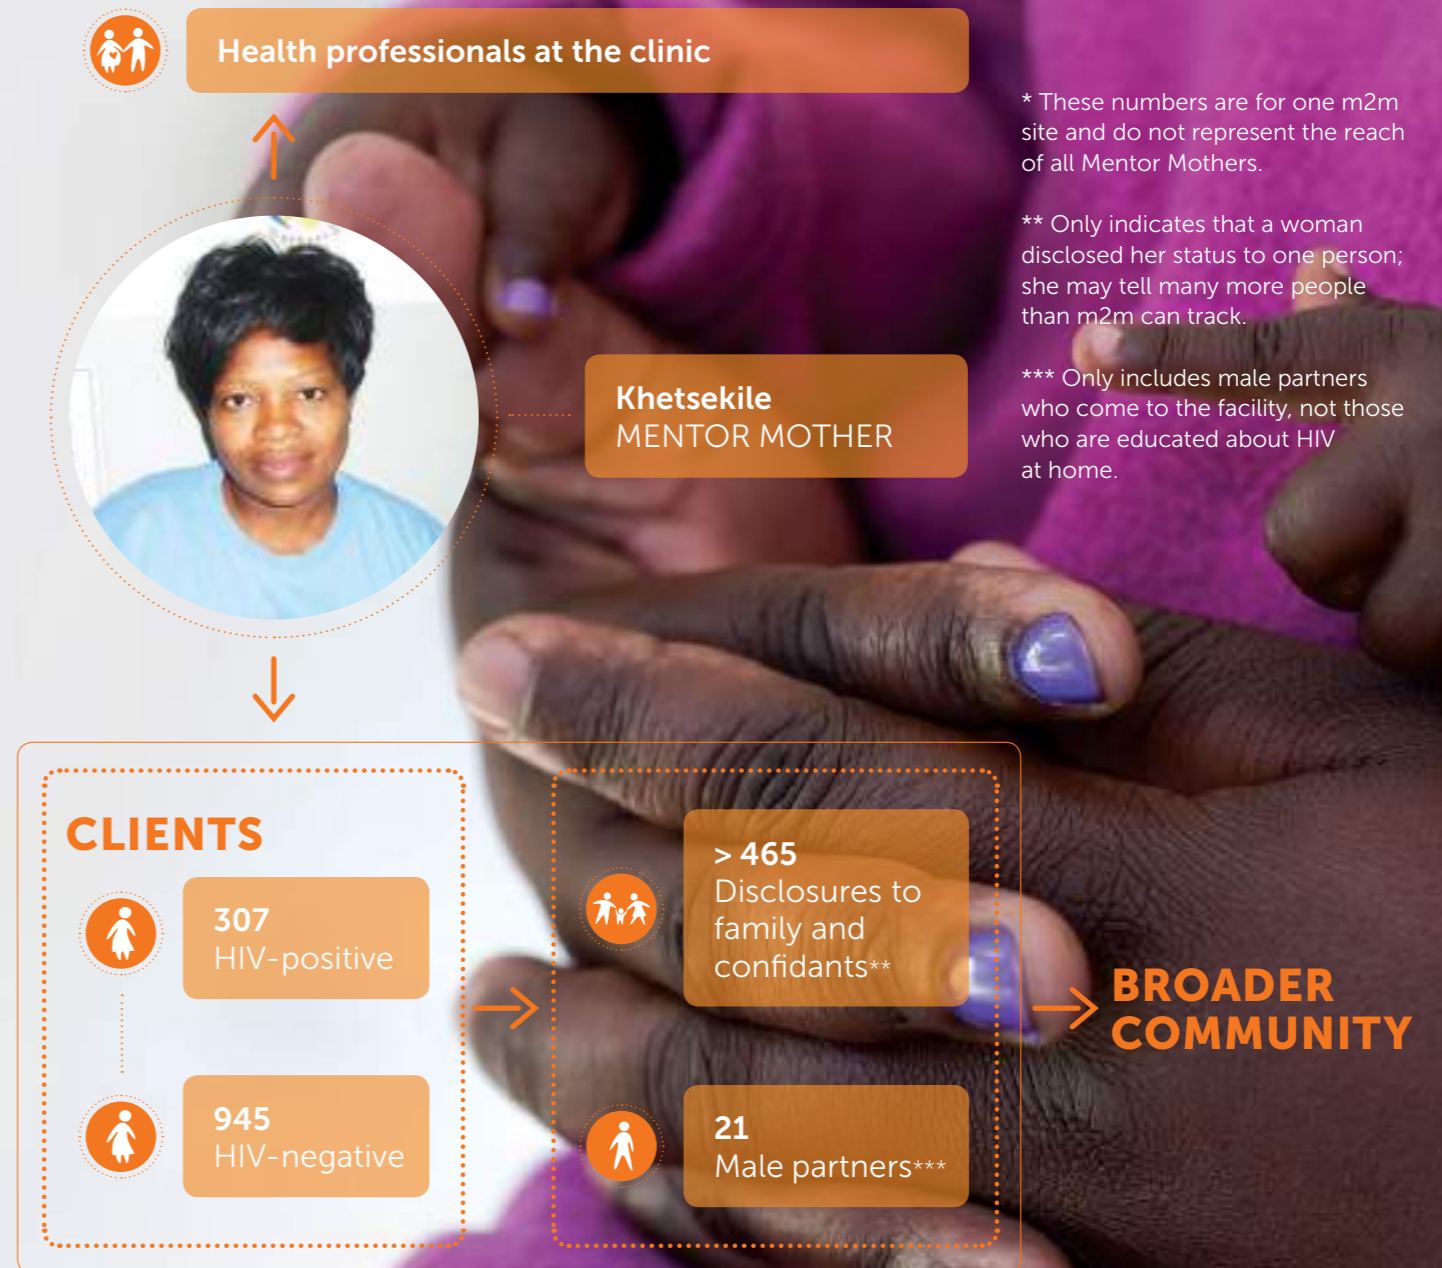 Health professionals at the clinic
* These numbers are for one m2m
site and do not represent the reach
of all Mentor Mothers.
** Only indicates that a woman
disclosed her status to one person;
she may tell many more people
than m2m can track.
*** Only includes male partners
who come to the facility, not those
who are educated about HIV
at home.
Khetsekile
MENTOR MOTHER
CLIENTS
307
HIV-positive
945
HIV-negative
> 465
Disclosures to
family and
confidants**
21
Male partners***
BROADER
COMMUNITY